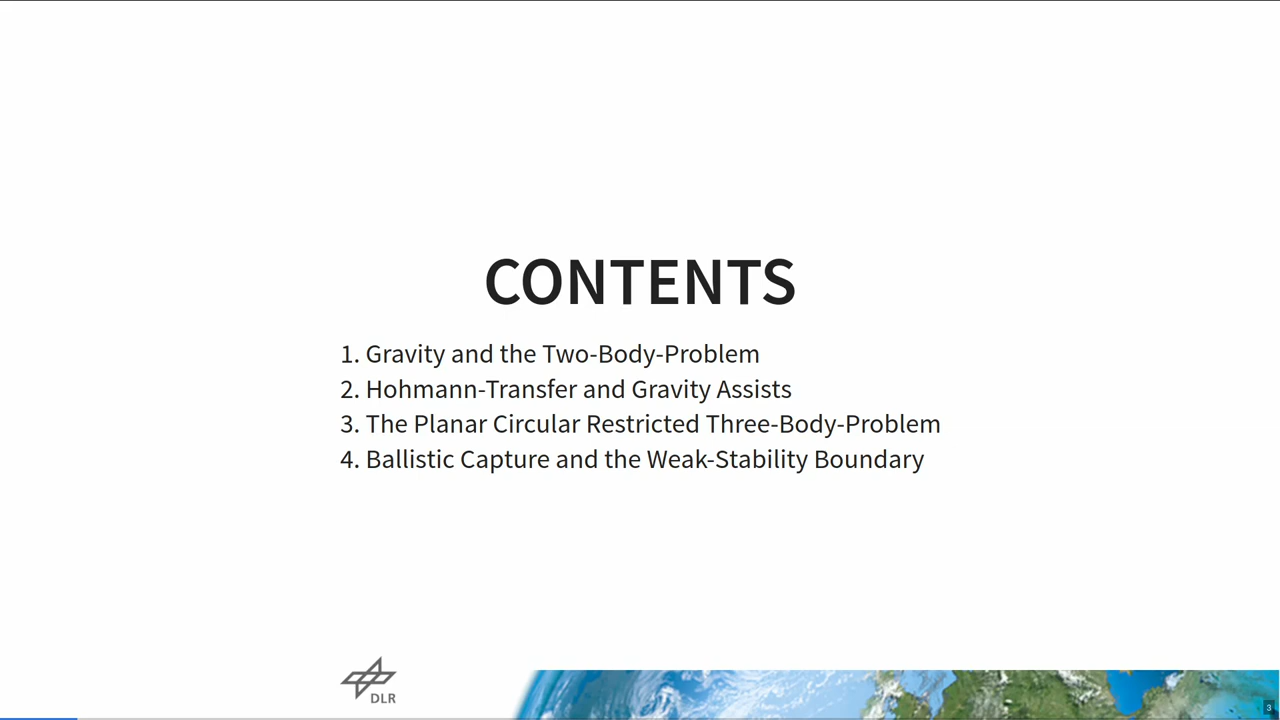 CONTENTS
1. Gravity and the Two-Body-Problem
2. Hohmann-Transfer and Gravity Assists
3. The Planar Circular Restricted Three-Body-Problem
4. Ballistic Capture and the Weak-Stability Boundary
DLR
3